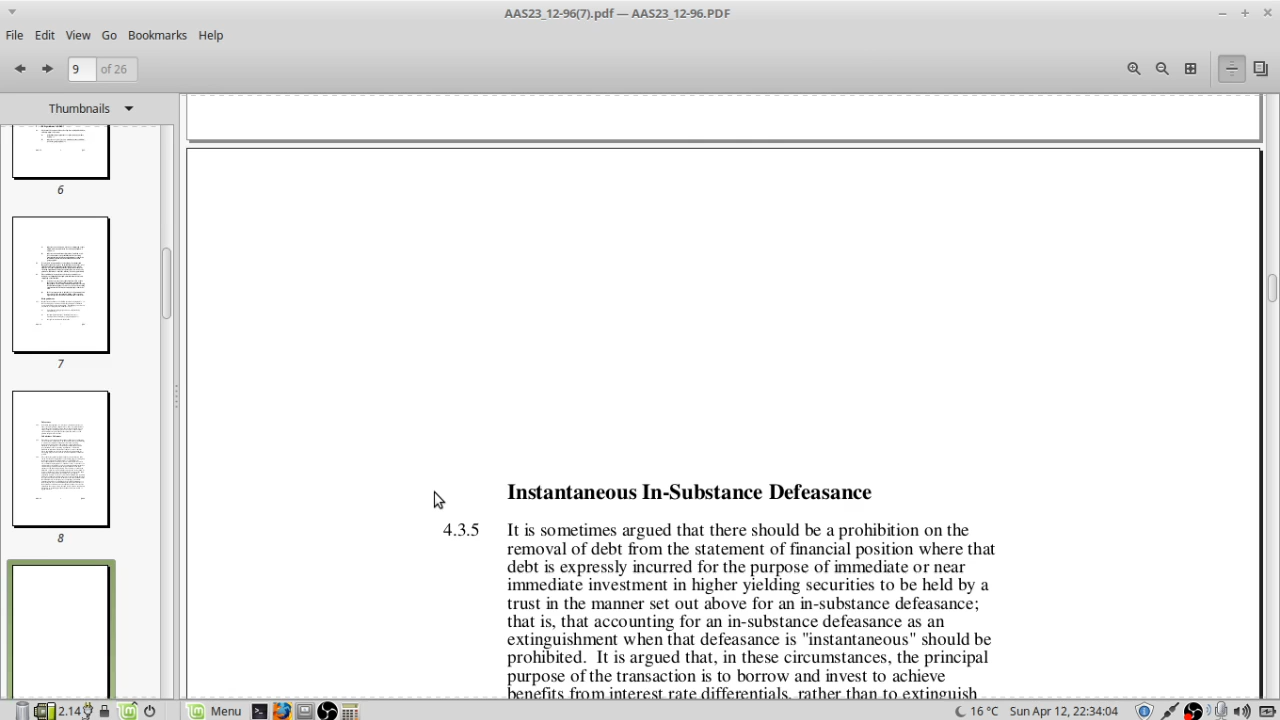 AAS23_12-96(7).pdf — AAS23_12-96.PDF
File Edit View Go Bookmarks Help
9 of 26
Thumbnails
6
7
8
Instantaneous In-Substance Defeasance
4.3.5 It is sometimes argued that there should be a prohibition on the
removal of debt from the statement of financial position where that
debt is expressly incurred for the purpose of immediate or near
immediate investment in higher yielding securities to be held by a
trust in the manner set out above for an in-substance defeasance;
that is, that accounting for an in-substance defeasance as an
extinguishment when that defeasance is "instantaneous" should be
prohibited.  It is argued that, in these circumstances, the principal
purpose of the transaction is to borrow and invest to achieve
benefits from interest rate differentials, rather than to extinguish
2.14 Menu 16 °C Sun Apr 12, 22:34:04